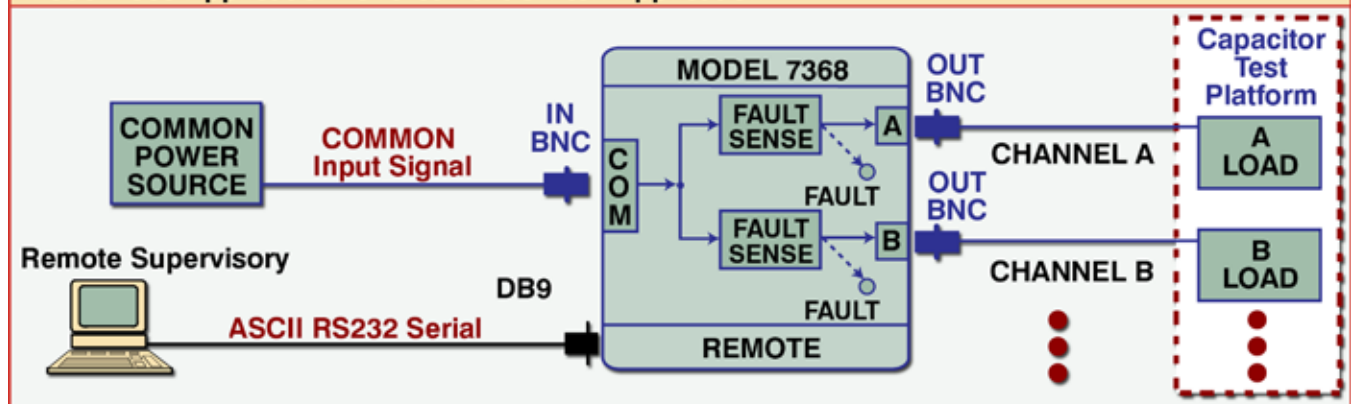 COMMON
POWER
SOURCE
COMMON
Input Signal
IN
BNC
MODEL 7368
COM
FAULT
SENSE
A
FAULT
FAULT
SENSE
B
FAULT
REMOTE
OUT
BNC
CHANNEL A
OUT
BNC
CHANNEL B
Capacitor
Test
Platform
A
LOAD
B
LOAD
Remote Supervisory
ASCII RS232 Serial
DB9